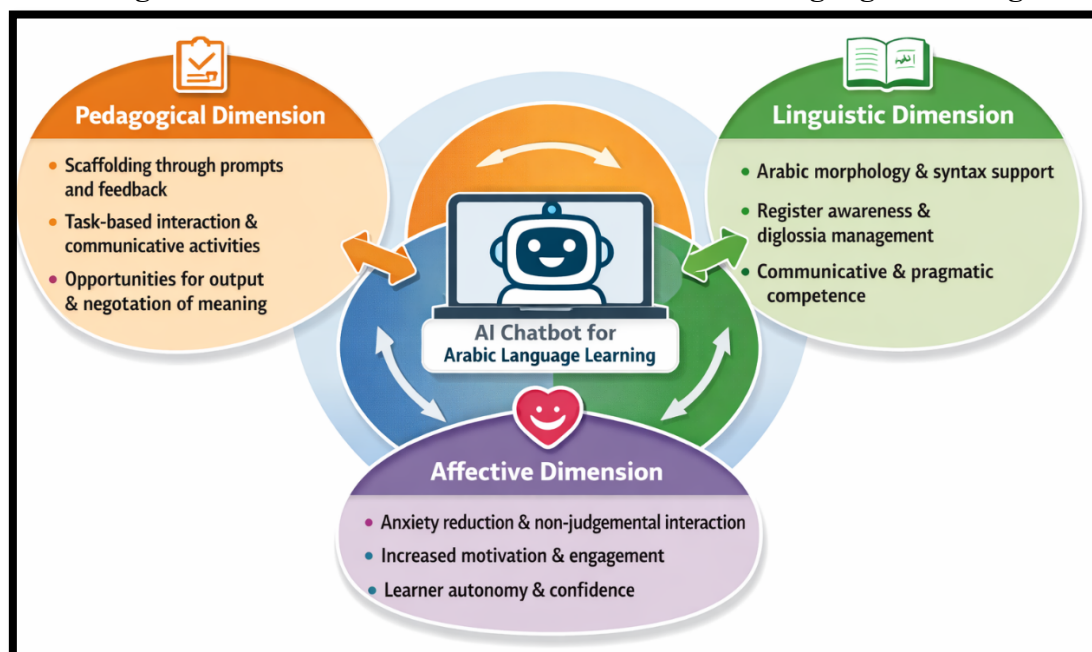 Pedagogical Dimension
Scaffolding through prompts
and feedback
Task-based interaction &
communicative activities
Opportunities for output
& negotation of meaning
Linguistic Dimension
Arabic morphology & syntax support
Register awareness &
diglossia management
Communicative & pragmatic
competence
AI Chatbot for
Arabic Language Learning
Affective Dimension
Anxiety reduction & non-judgemental interaction
Increased motivation & engagement
Learner autonomy & confidence